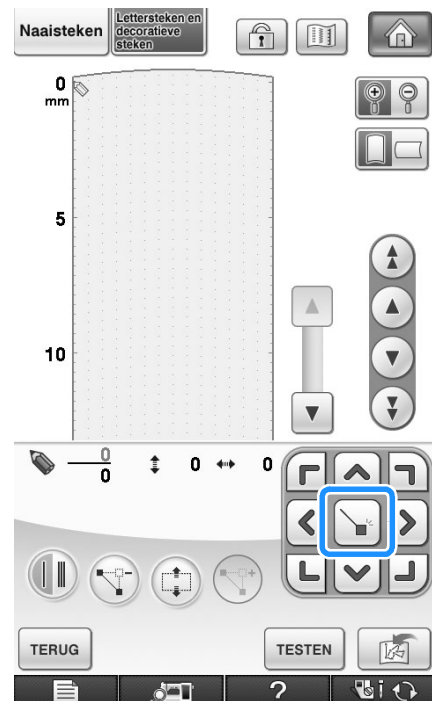 Naaisteken
Lettersteken en
decoratieve
steken
0
mm
5
10
0
0
0
0
TERUG
TESTEN
?
i